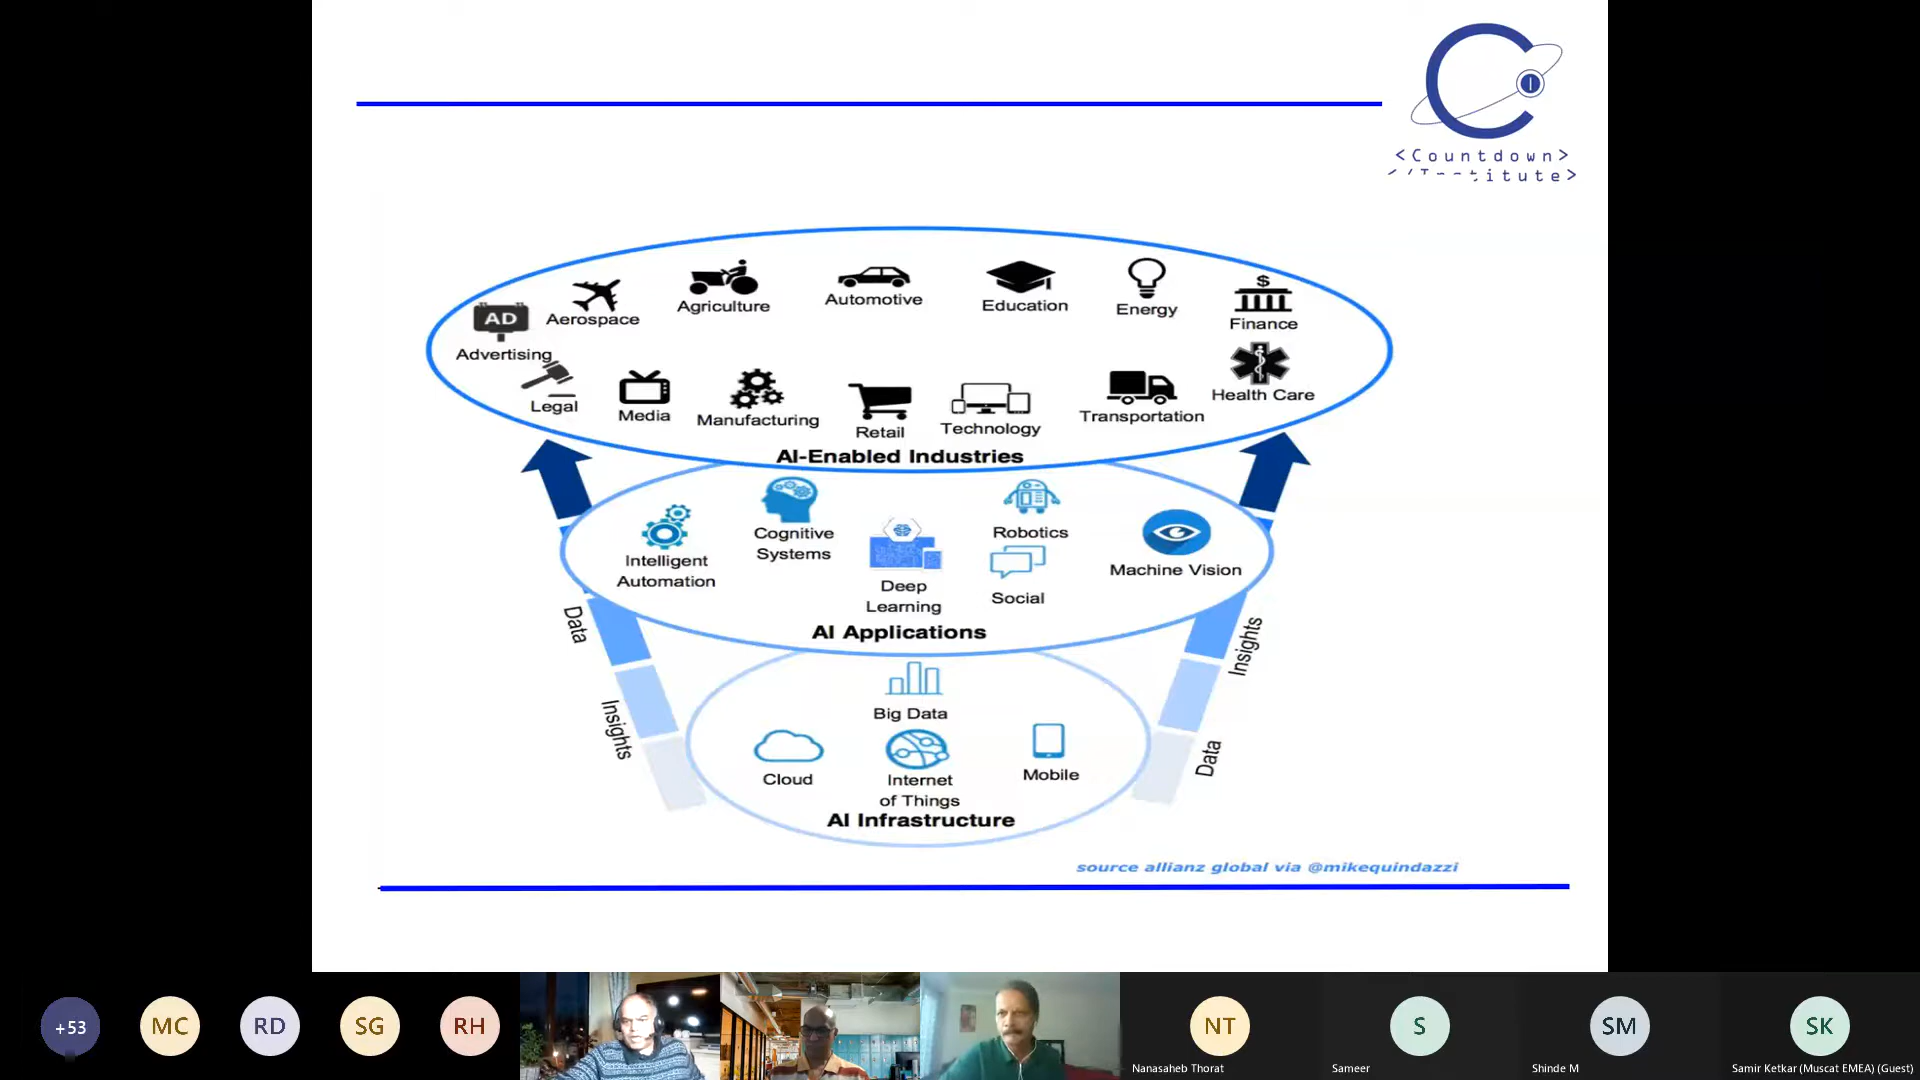 <Countdown>
Aerospace
Agriculture
Automotive
Education
Energy
$
Finance
AD
Advertising
Legal
Media
Manufacturing
Retail
Technology
Transportation
Health Care
AI-Enabled Industries
Intelligent
Automation
Cognitive
Systems
Deep
Learning
Robotics
Social
Machine Vision
AI Applications
Data
Insights
Insights
Data
Big Data
Cloud
Internet
of Things
Mobile
AI Infrastructure
source allianz global via @mikequindazzi
+53
MC
RD
SG
RH
NT
Nanasaheb Thorat
S
Sameer
SM
Shinde M
SK
Samir Ketkar (Muscat EMEA) (Guest)